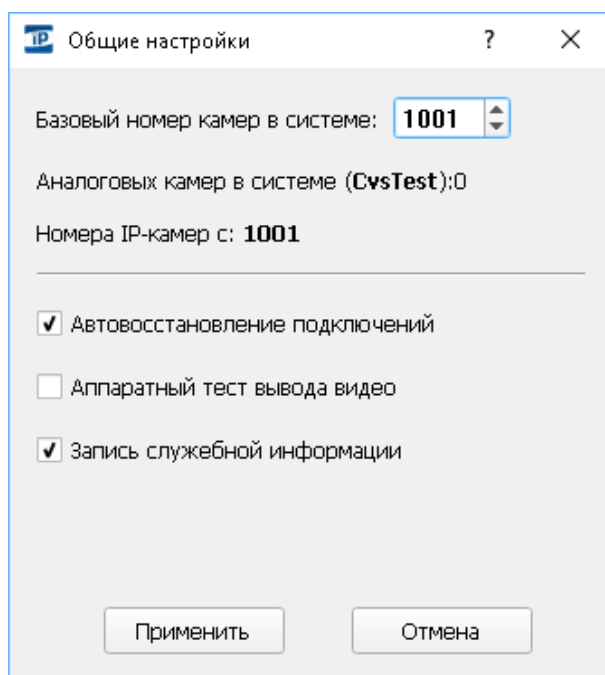 IP Общие настройки ?
Базовый номер камер в системе: 1001
Аналоговых камер в системе (CvsTest):0
Номера IP-камер с: 1001
Автовосстановление подключений
Аппаратный тест вывода видео
Запись служебной информации
Применить Отмена